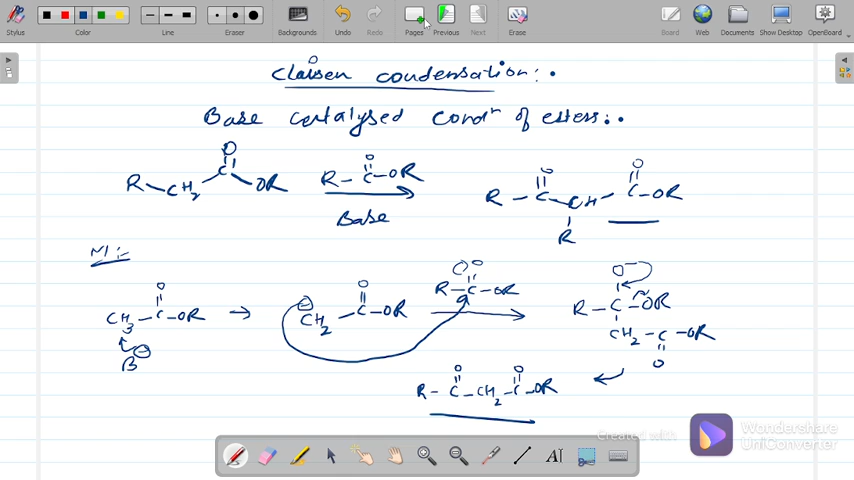 Stylus
Color
Line
Eraser
Backgrounds
Undo
Redo
Pages
Previous
Next
Erase
Board
Web
Documents
Show Desktop
OpenBoard
Claisen condensation:.
Base catalysed Condn of esters:.
R-CH2-C(=O)-OR
R-C(=O)-OR
Base
R-C(=O)-CH(R)-C(=O)-OR
M:-
CH3-C(=O)-OR → ⊖CH2-C(=O)-OR
B⊖
R-C(=O)-OR
R-C(O-)-OR
CH2-C-OR
O
R-C(=O)-CH2-C(=O)-OR
Created with
Wondershare
UniConverter